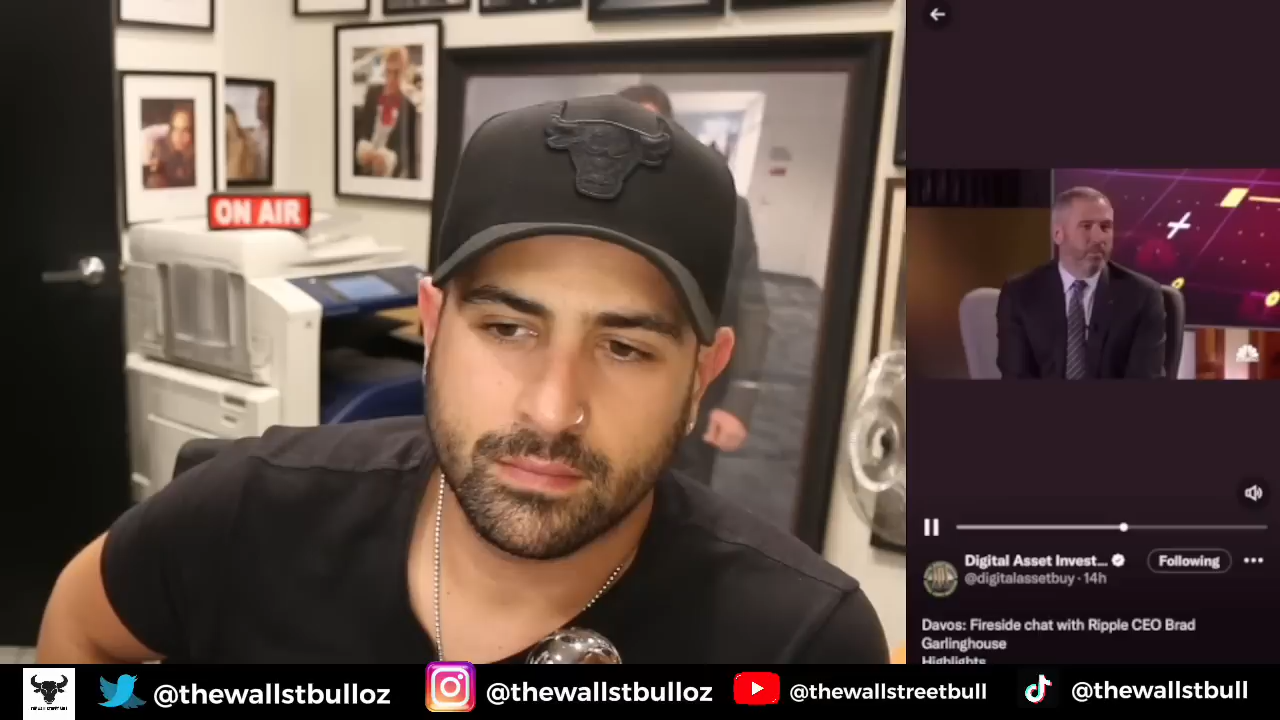 ON AIR
Digital Asset Invest...
Following
@digitalassetbuy · 14h
Davos: Fireside chat with Ripple CEO Brad
Garlinghouse
Highlights
@thewallstbulloz
@thewallstbulloz
@thewallstreetbull
@thewallstbull